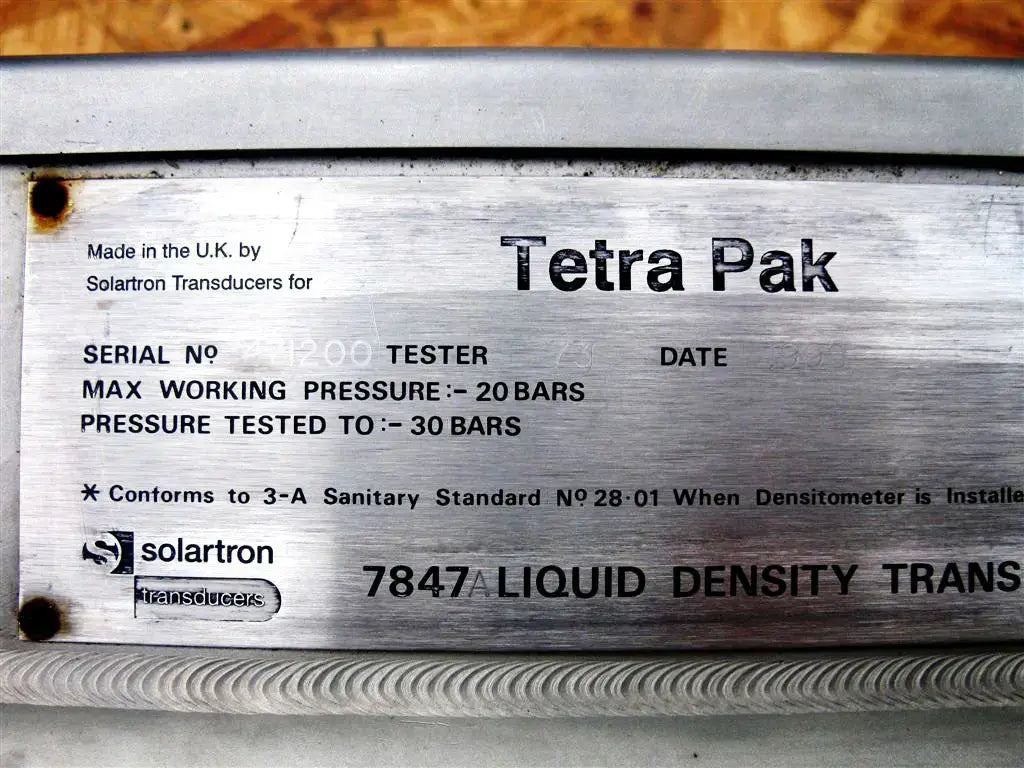 Made in the U.K. by
Solartron Transducers for
Tetra Pak
SERIAL Nº TESTER DATE
MAX WORKING PRESSURE:- 20 BARS
PRESSURE TESTED TO:- 30 BARS
* Conforms to 3-A Sanitary Standard Nº 28·01 When Densitometer is Installe
S solartron
transducers
7847A LIQUID DENSITY TRANS